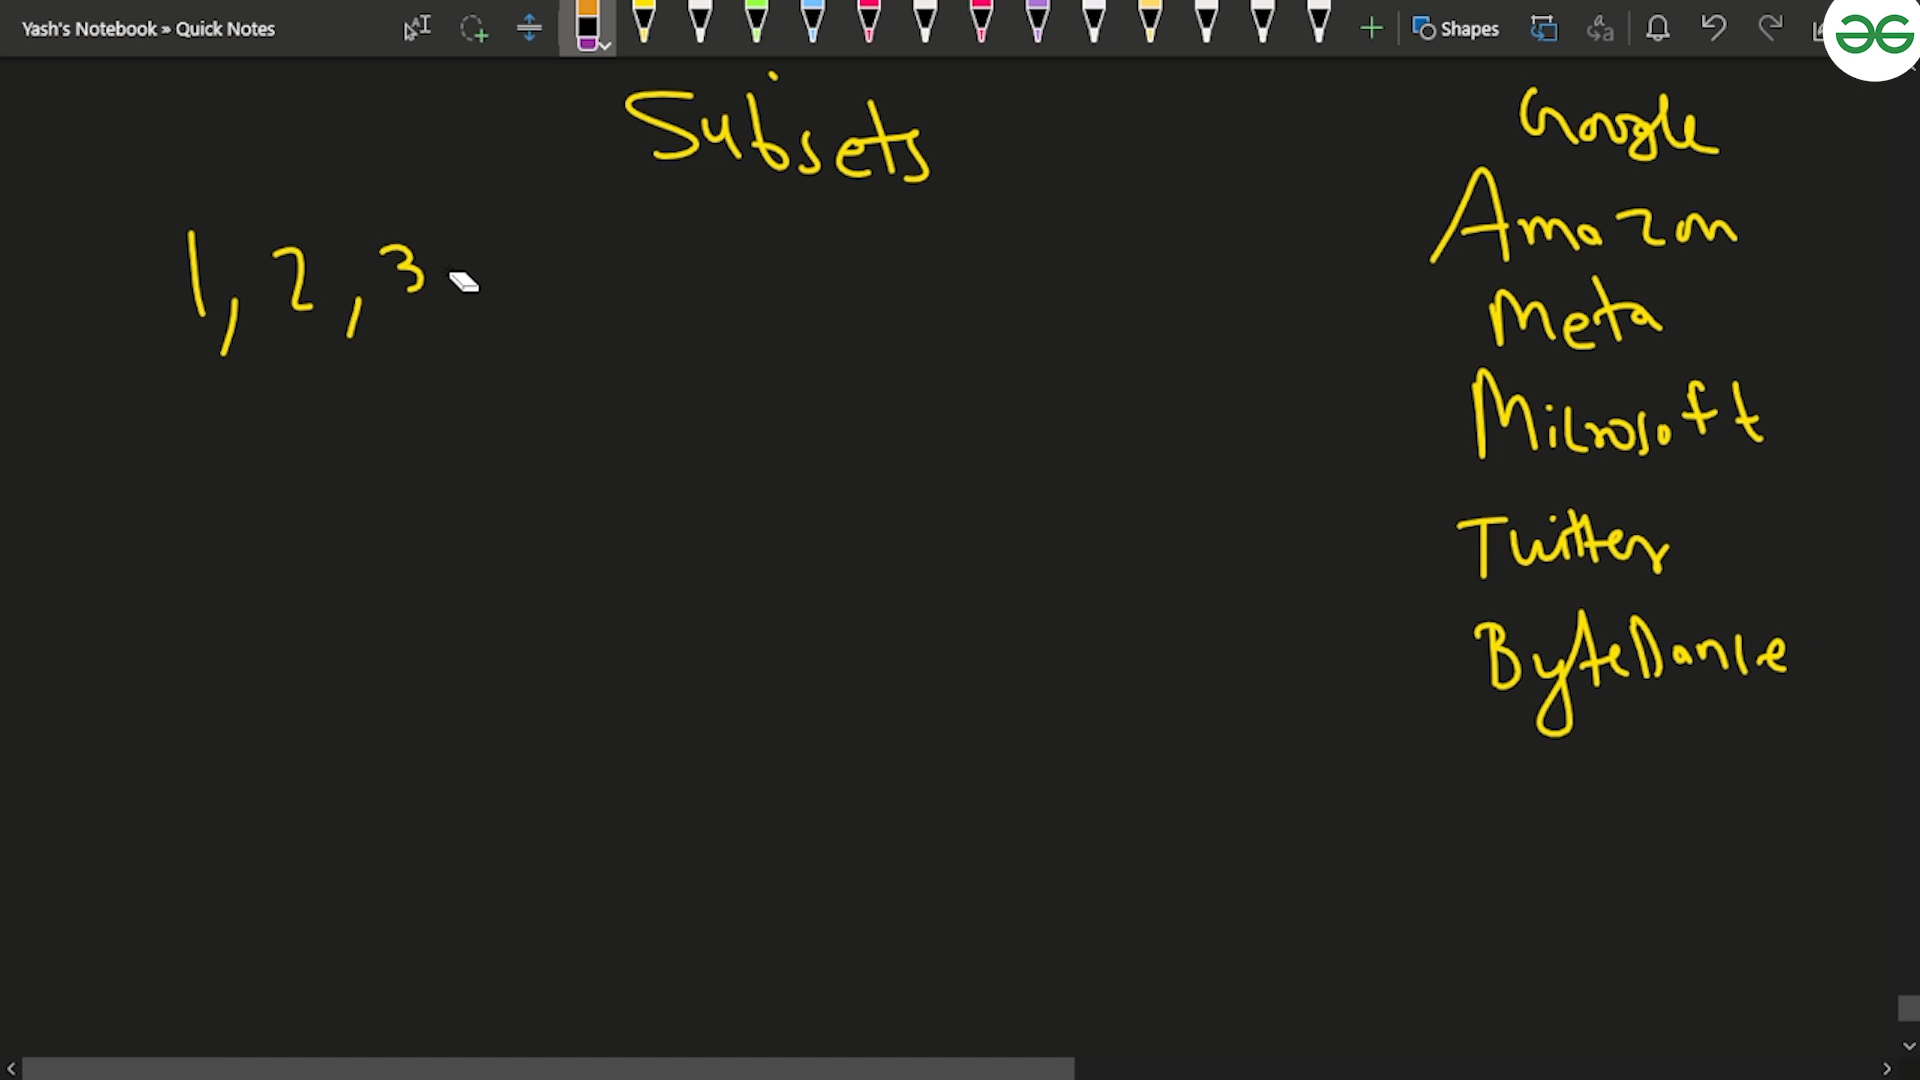 Yash's Notebook » Quick Notes
Shapes
Subsets
1, 2, 3
Google
Amazon
Meta
Microsoft
Twitter
ByteDance